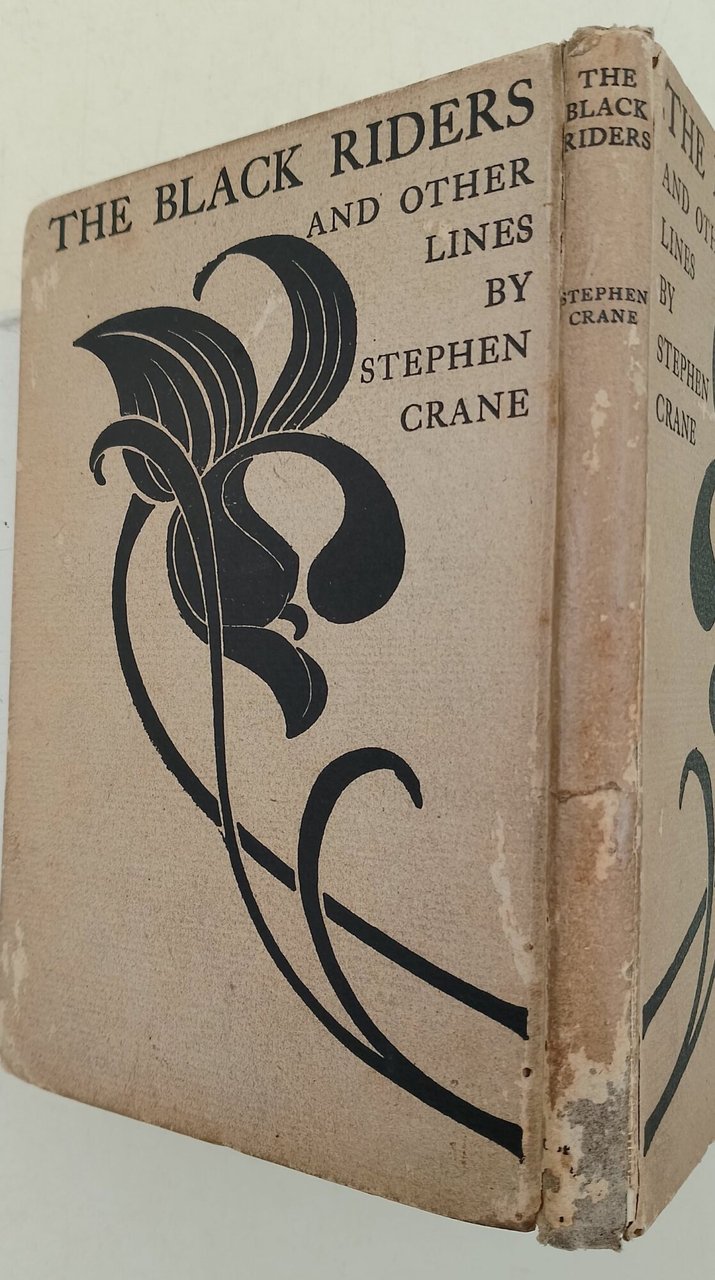 THE BLACK RIDERS
AND OTHER
LINES
BY
STEPHEN
CRANE
THE
BLACK
RIDERS
STEPHEN
CRANE
THE
AND
LINES
BY
STEPHEN
CRANE